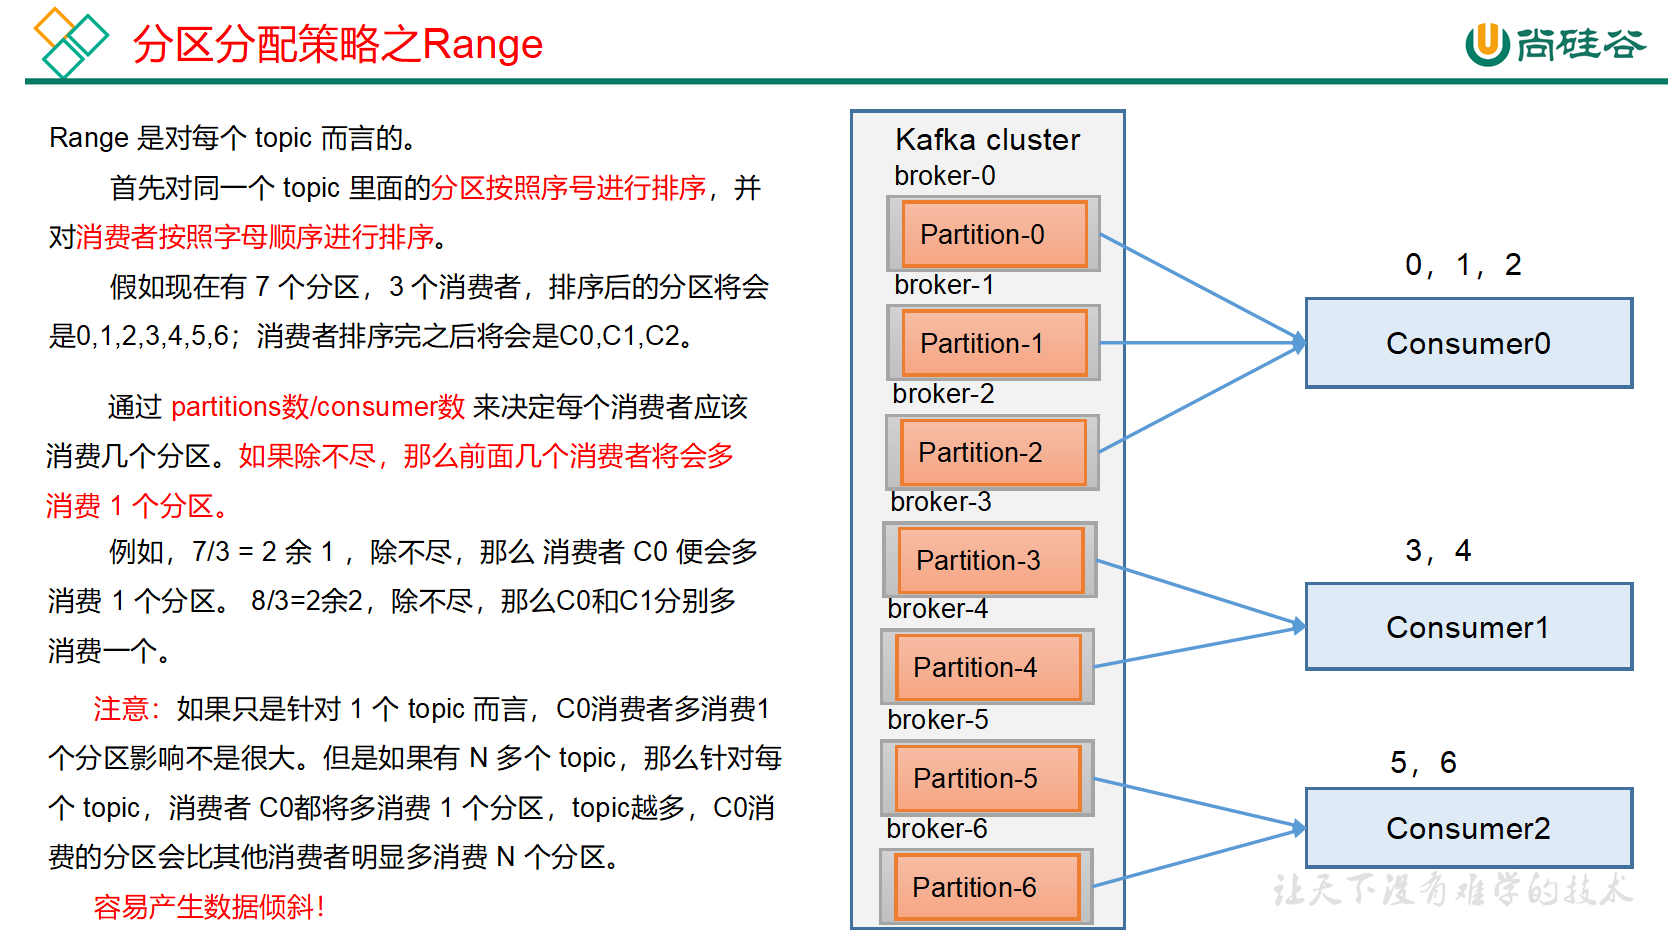 分区分配策略之Range
尚硅谷
Range 是对每个 topic 而言的。
首先对同一个 topic 里面的分区按照序号进行排序，并
对消费者按照字母顺序进行排序。
假如现在有 7 个分区，3 个消费者，排序后的分区将会
是0,1,2,3,4,5,6；消费者排序完之后将会是C0,C1,C2。
通过 partitions数/consumer数 来决定每个消费者应该
消费几个分区。如果除不尽，那么前面几个消费者将会多
消费 1 个分区。
例如，7/3 = 2 余 1 ，除不尽，那么 消费者 C0 便会多
消费 1 个分区。 8/3=2余2，除不尽，那么C0和C1分别多
消费一个。
注意：如果只是针对 1 个 topic 而言，C0消费者多消费1
个分区影响不是很大。但是如果有 N 多个 topic，那么针对每
个 topic，消费者 C0都将多消费 1 个分区，topic越多，C0消
费的分区会比其他消费者明显多消费 N 个分区。
容易产生数据倾斜！
Kafka cluster
broker-0
Partition-0
broker-1
Partition-1
broker-2
Partition-2
broker-3
Partition-3
broker-4
Partition-4
broker-5
Partition-5
broker-6
Partition-6
0，1，2
Consumer0
3，4
Consumer1
5，6
Consumer2
让天下没有难学的技术